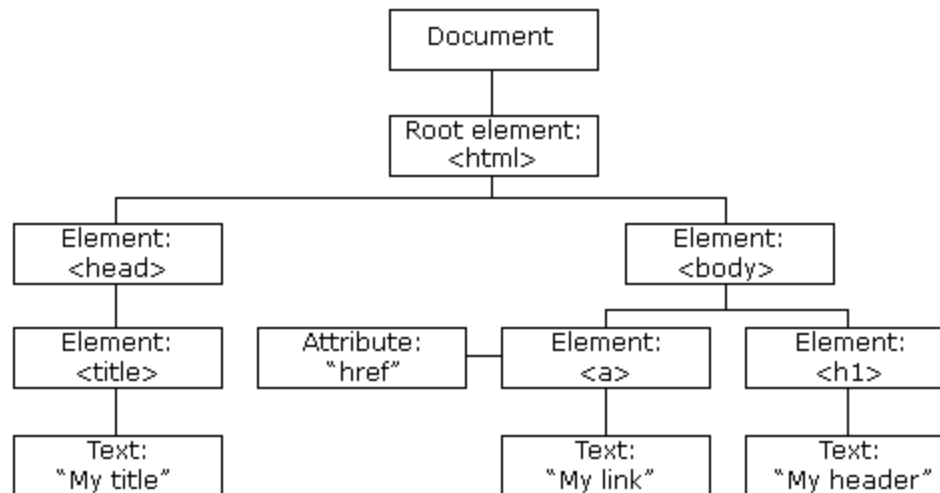 Document
Root element:
<html>
Element:
<head>
Element:
<body>
Element:
<title>
Attribute:
“href”
Element:
<a>
Element:
<h1>
Text:
“My title”
Text:
“My link”
Text:
“My header”